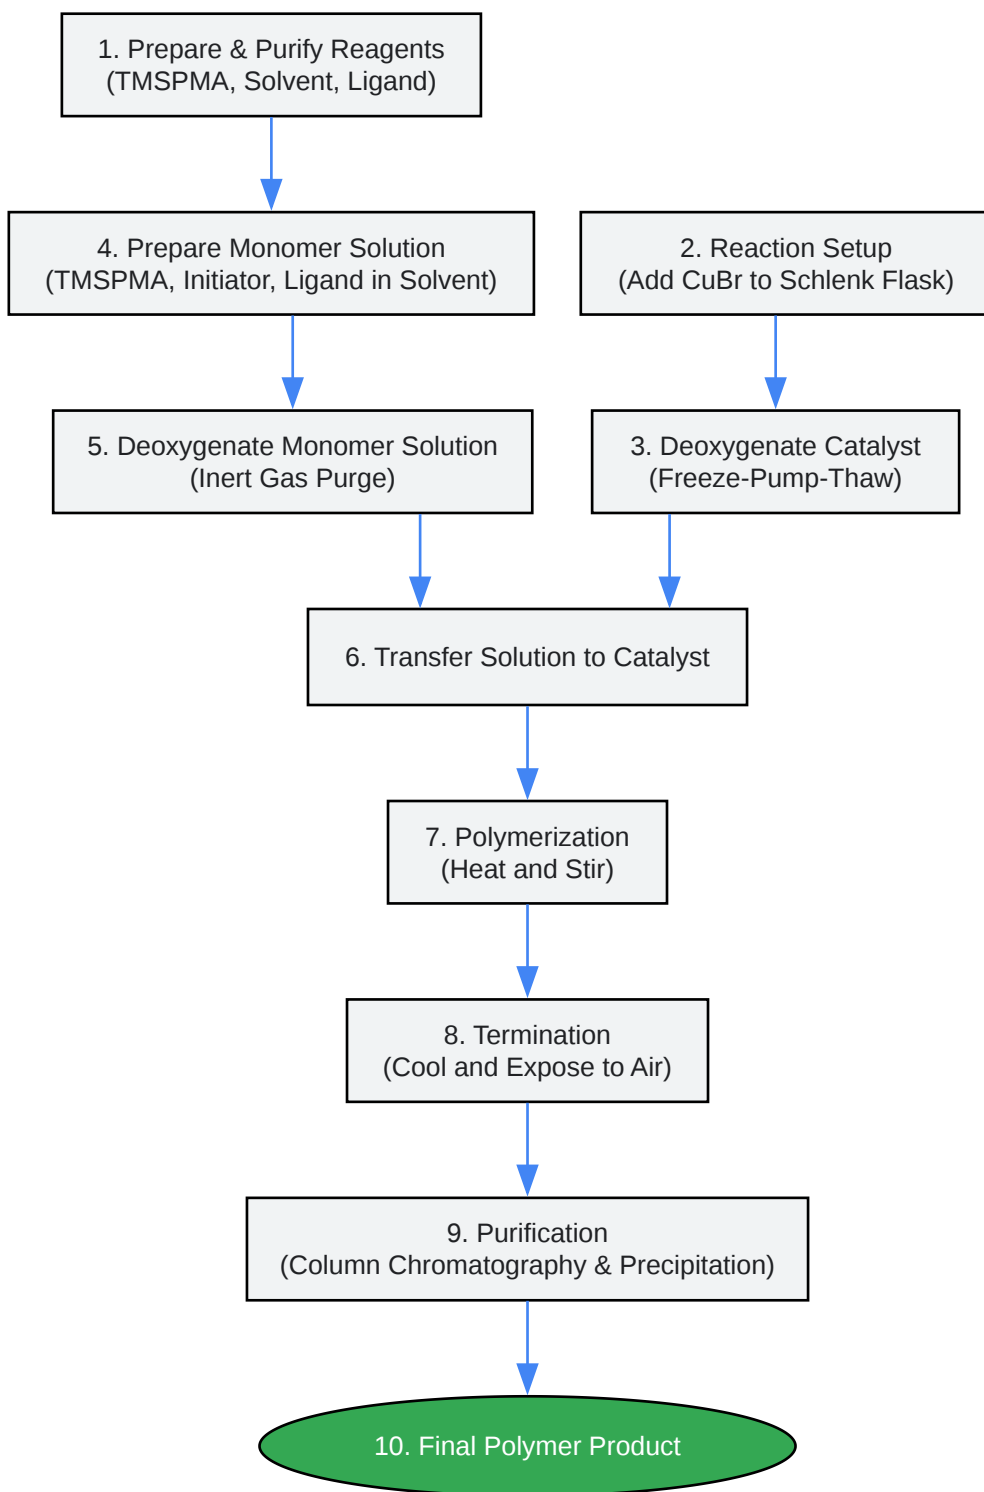 1. Prepare & Purify Reagents
(TMSPMA, Solvent, Ligand)
4. Prepare Monomer Solution
(TMSPMA, Initiator, Ligand in Solvent)
2. Reaction Setup
(Add CuBr to Schlenk Flask)
5. Deoxygenate Monomer Solution
(Inert Gas Purge)
3. Deoxygenate Catalyst
(Freeze-Pump-Thaw)
6. Transfer Solution to Catalyst
7. Polymerization
(Heat and Stir)
8. Termination
(Cool and Expose to Air)
9. Purification
(Column Chromatography & Precipitation)
10. Final Polymer Product